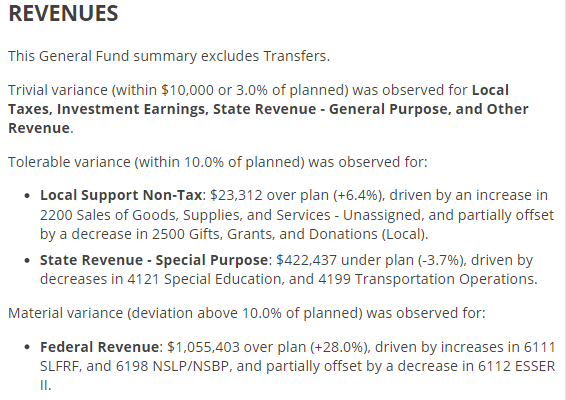 REVENUES
This General Fund summary excludes Transfers.
Trivial variance (within $10,000 or 3.0% of planned) was observed for Local
Taxes, Investment Earnings, State Revenue - General Purpose, and Other
Revenue.
Tolerable variance (within 10.0% of planned) was observed for:
• Local Support Non-Tax: $23,312 over plan (+6.4%), driven by an increase in
2200 Sales of Goods, Supplies, and Services - Unassigned, and partially offset
by a decrease in 2500 Gifts, Grants, and Donations (Local).
• State Revenue - Special Purpose: $422,437 under plan (-3.7%), driven by
decreases in 4121 Special Education, and 4199 Transportation Operations.
Material variance (deviation above 10.0% of planned) was observed for:
• Federal Revenue: $1,055,403 over plan (+28.0%), driven by increases in 6111
SLFRF, and 6198 NSLP/NSBP, and partially offset by a decrease in 6112 ESSER
II.